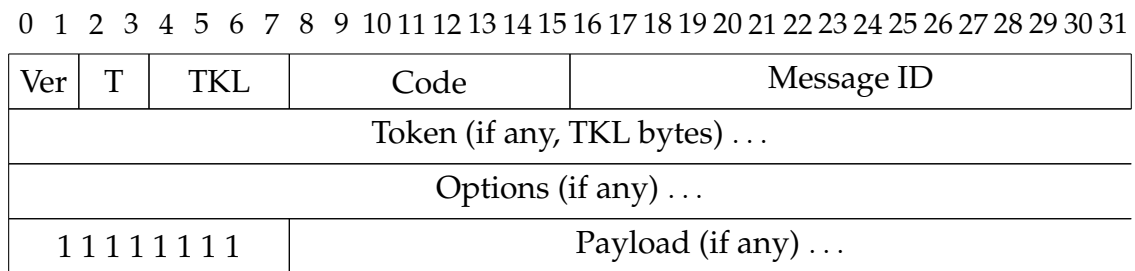 0 1 2 3 4 5 6 7 8 9 10 11 12 13 14 15 16 17 18 19 20 21 22 23 24 25 26 27 28 29 30 31
Ver T TKL Code Message ID
Token (if any, TKL bytes) . . .
Options (if any) . . .
1 1 1 1 1 1 1 1 Payload (if any) . . .